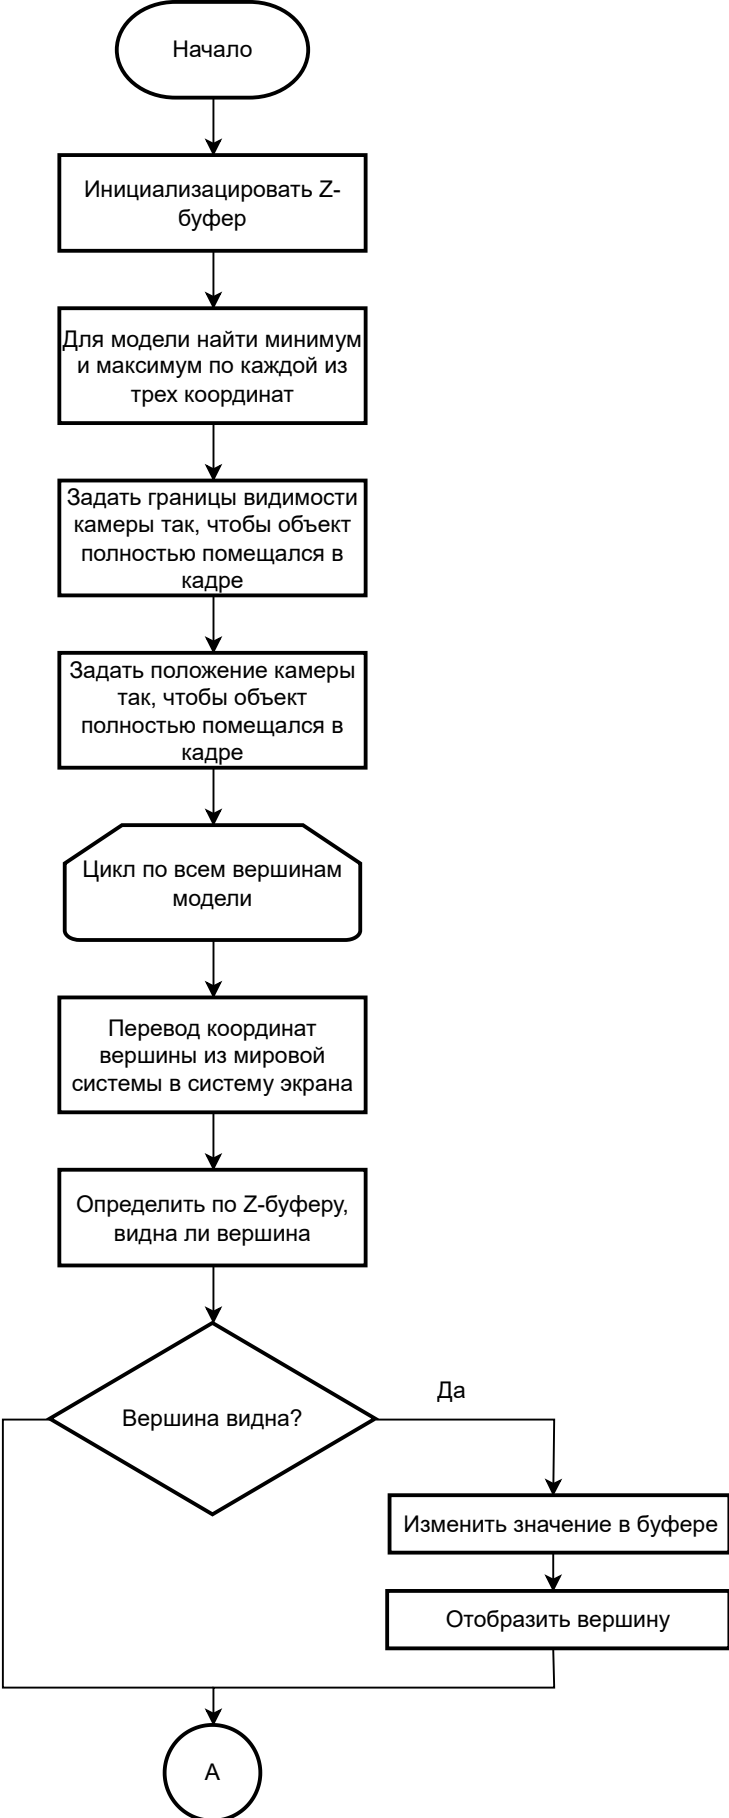 Начало
Инициализацировать Z-
буфер
Для модели найти минимум
и максимум по каждой из
трех координат
Задать границы видимости
камеры так, чтобы объект
полностью помещался в
кадре
Задать положение камеры
так, чтобы объект
полностью помещался в
кадре
Цикл по всем вершинам
модели
Перевод координат
вершины из мировой
системы в систему экрана
Определить по Z-буферу,
видна ли вершина
Вершина видна?
Да
Изменить значение в буфере
Отобразить вершину
А